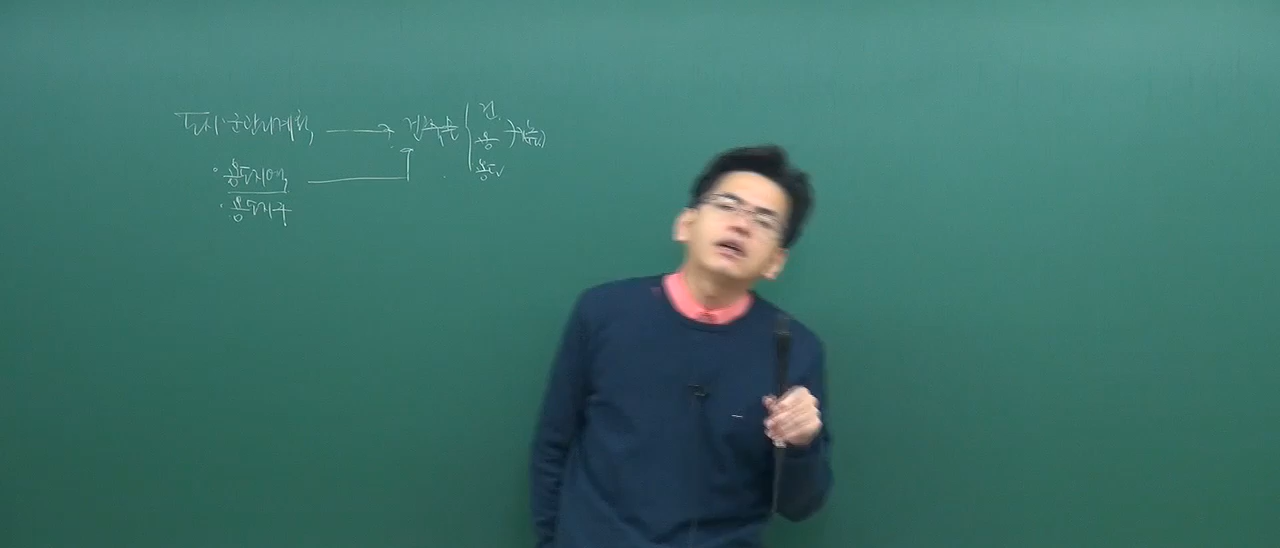 도시·군관리계획 → 건축물 건
용
용도
· 용도지역
· 용도지구